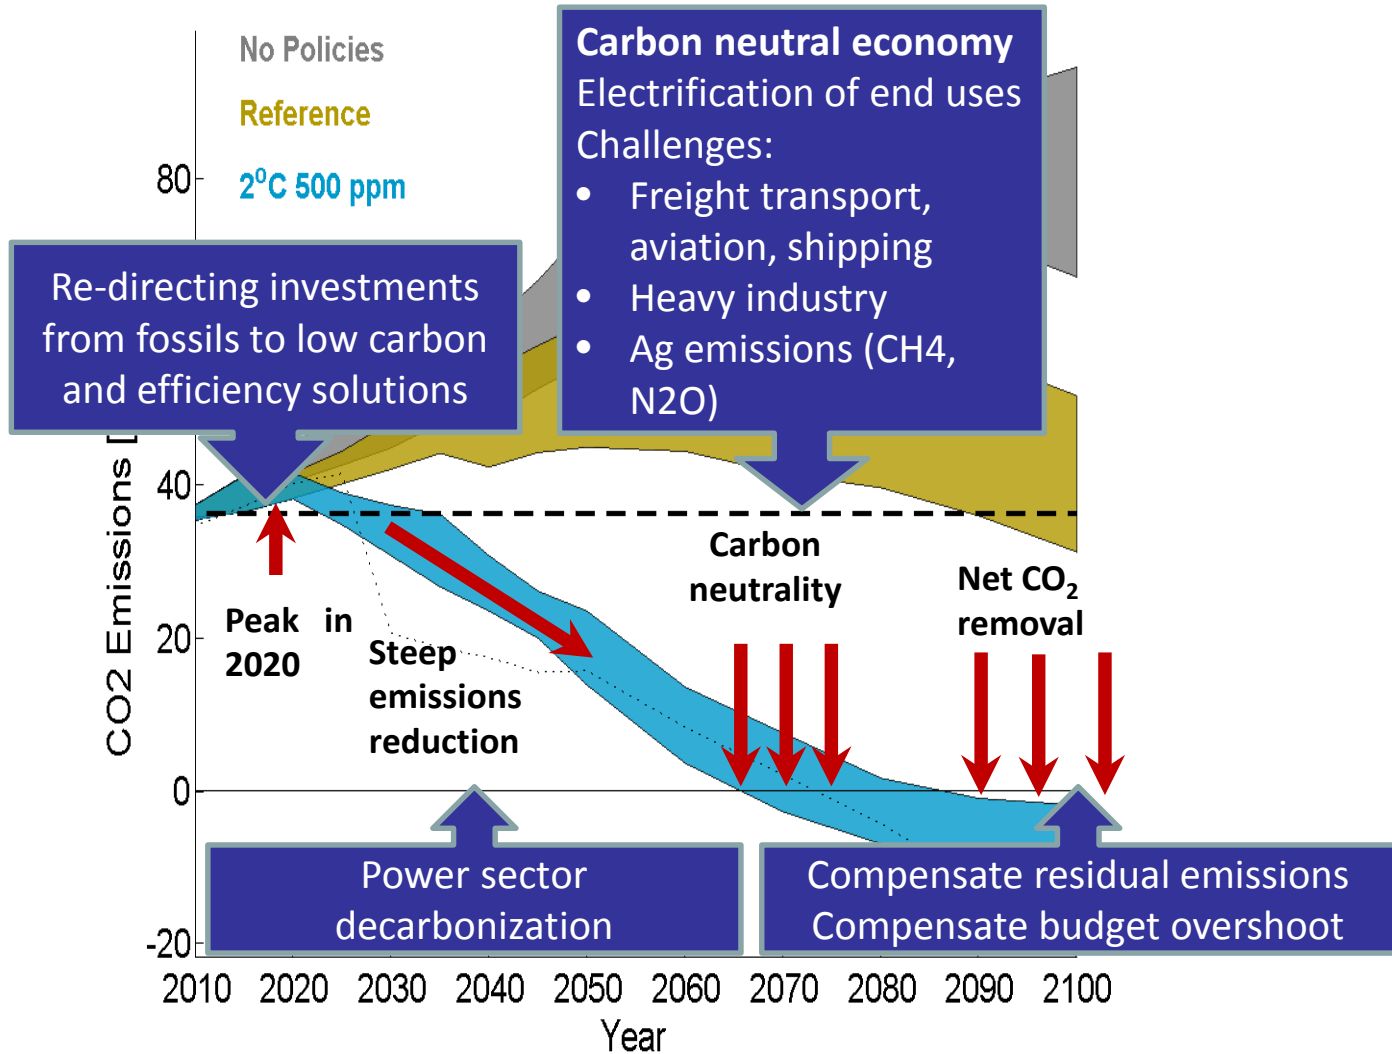 No Policies
Reference
2°C 500 ppm
Carbon neutral economy
Electrification of end uses
Challenges:
• Freight transport,
aviation, shipping
• Heavy industry
• Ag emissions (CH4,
N2O)
Re-directing investments
from fossils to low carbon
and efficiency solutions
80
40
20
0
-20
CO2 Emissions [
Peak in
2020
Steep
emissions
reduction
Carbon
neutrality
Net CO₂
removal
Power sector
decarbonization
Compensate residual emissions
Compensate budget overshoot
2010 2020 2030 2040 2050 2060 2070 2080 2090 2100
Year